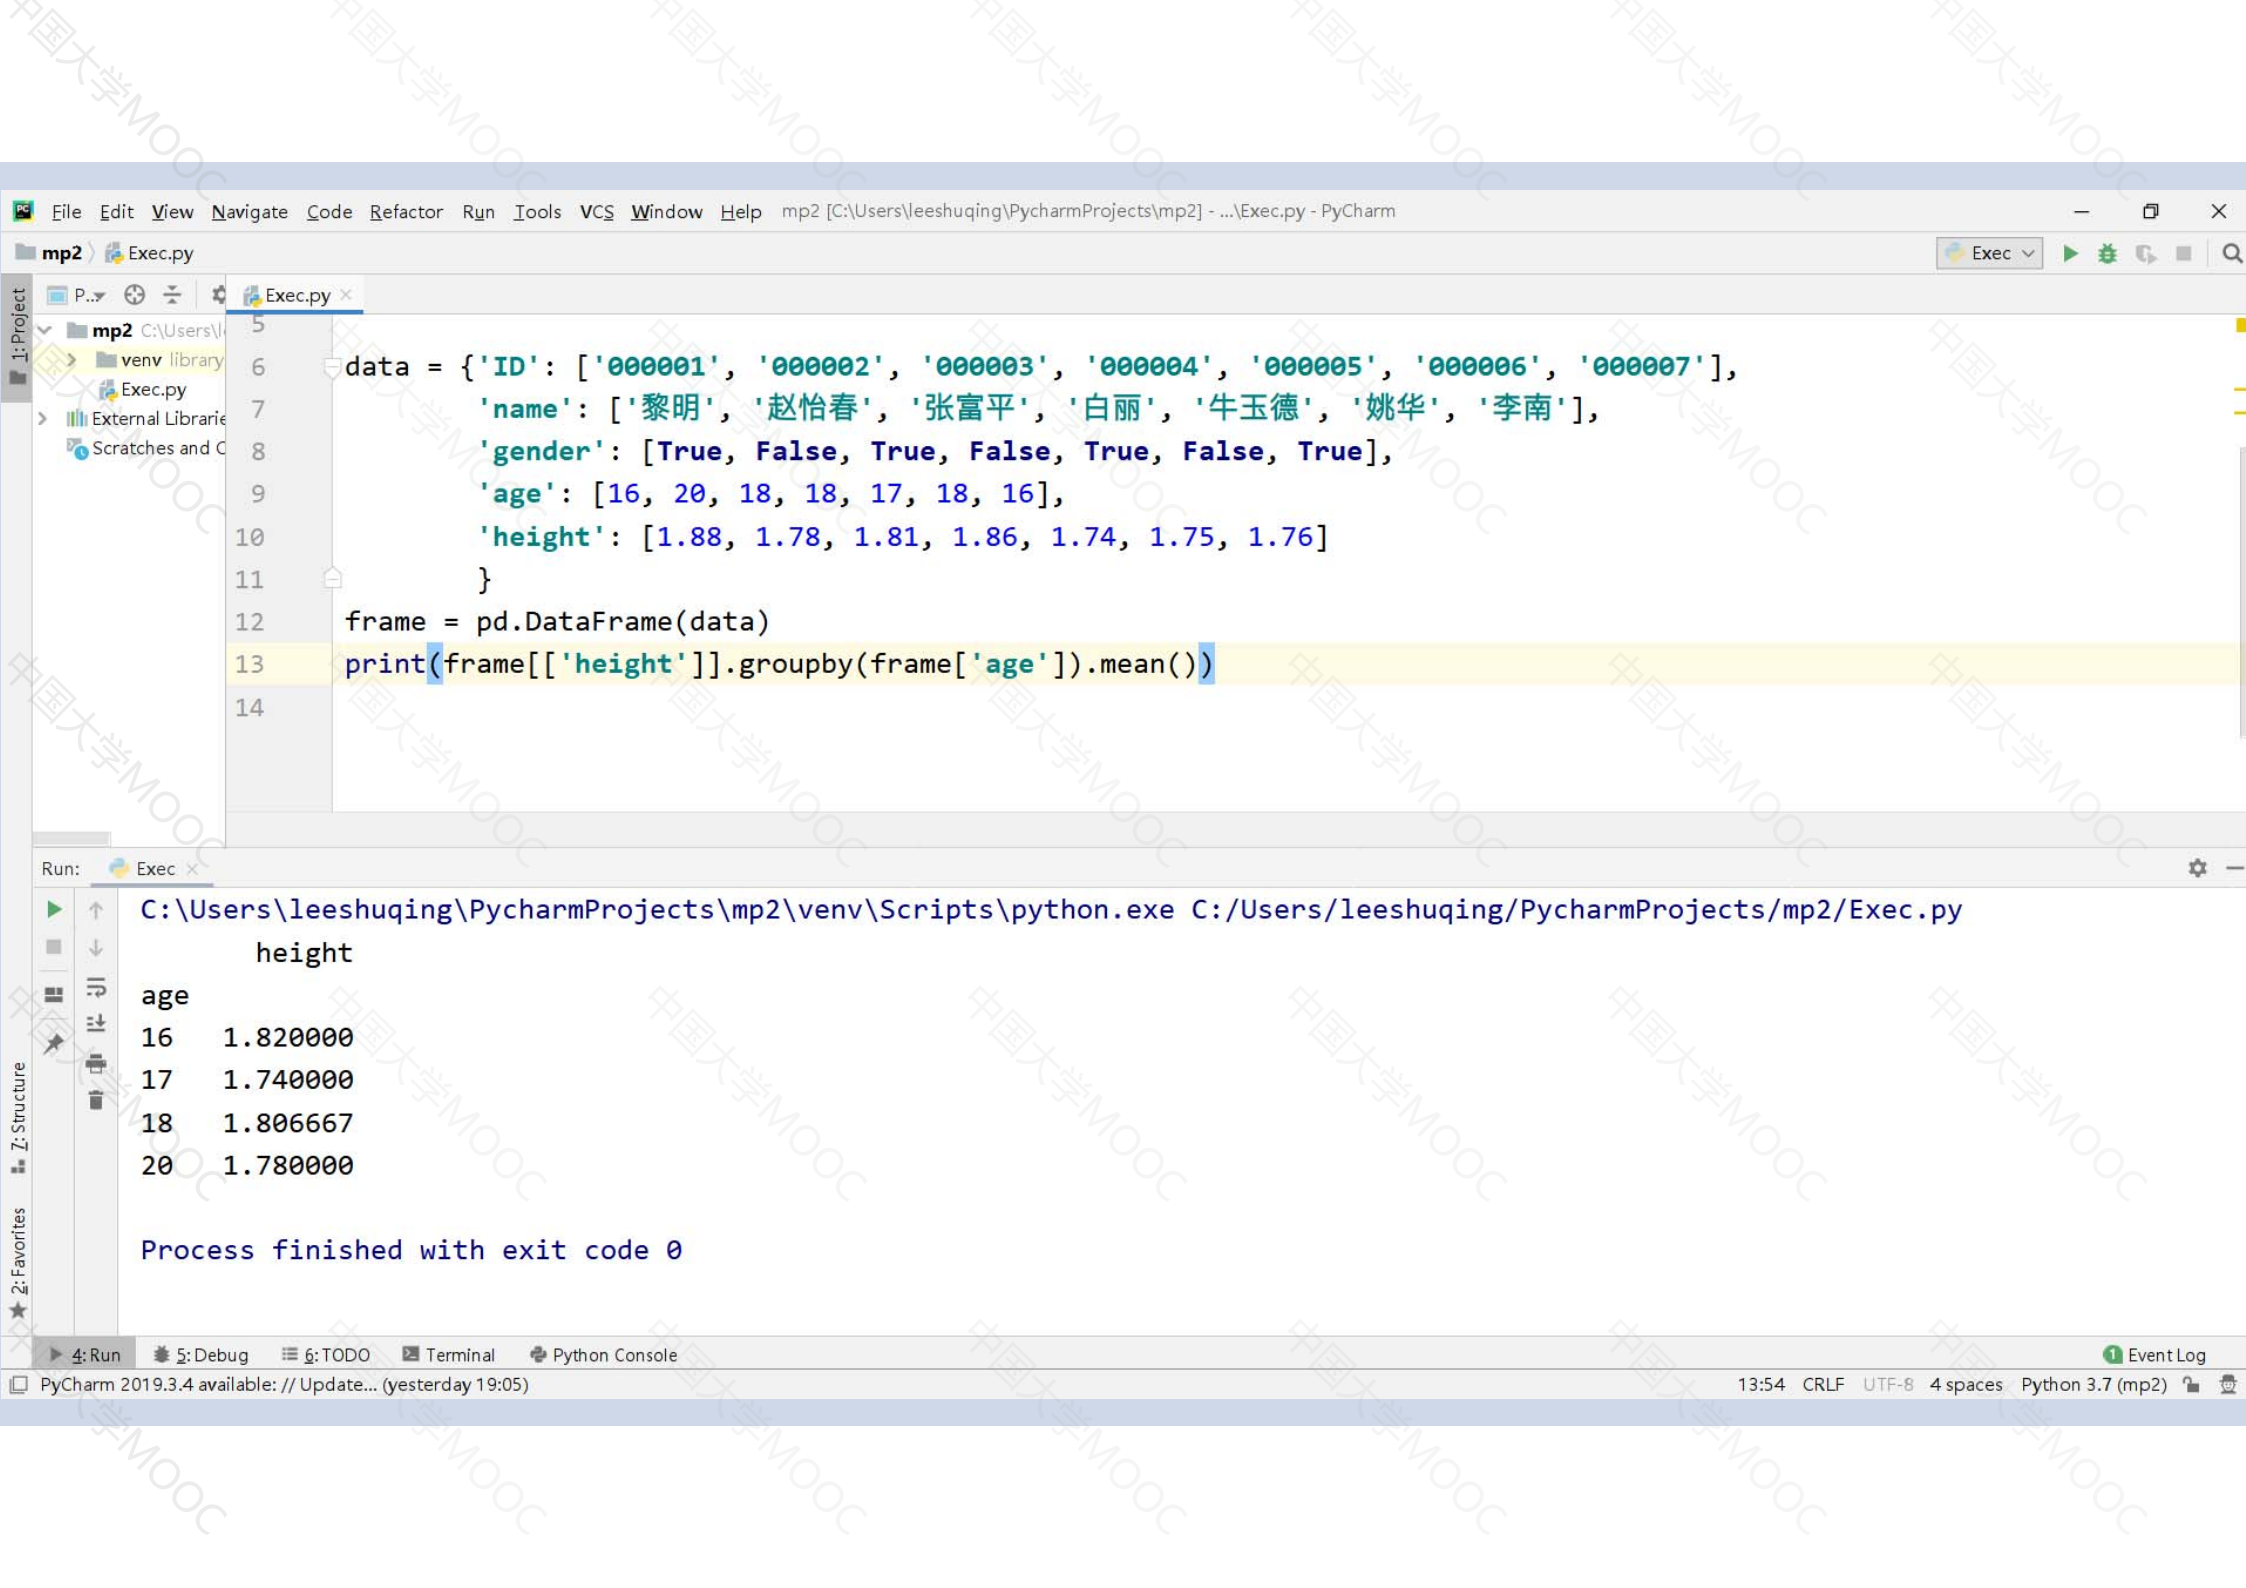 File Edit View Navigate Code Refactor Run Tools VCS Window Help mp2 [C:\Users\leeshuqing\PycharmProjects\mp2] - ...\Exec.py - PyCharm
mp2 Exec.py
Exec
1: Project
P..
Exec.py
mp2 C:\Users\l
venv library
Exec.py
External Librarie
Scratches and C
5
6 data = {'ID': ['000001', '000002', '000003', '000004', '000005', '000006', '000007'],
7 'name': ['黎明', '赵怡春', '张富平', '白丽', '牛玉德', '姚华', '李南'],
8 'gender': [True, False, True, False, True, False, True],
9 'age': [16, 20, 18, 18, 17, 18, 16],
10 'height': [1.88, 1.78, 1.81, 1.86, 1.74, 1.75, 1.76]
11 }
12 frame = pd.DataFrame(data)
13 print(frame[['height']].groupby(frame['age']).mean())
14
Run: Exec
C:\Users\leeshuqing\PycharmProjects\mp2\venv\Scripts\python.exe C:/Users/leeshuqing/PycharmProjects/mp2/Exec.py
height
age
16 1.820000
17 1.740000
18 1.806667
20 1.780000
Process finished with exit code 0
Z: Structure
2: Favorites
4: Run 5: Debug 6: TODO Terminal Python Console
1 Event Log
PyCharm 2019.3.4 available: // Update... (yesterday 19:05)
13:54 CRLF UTF-8 4 spaces Python 3.7 (mp2)
中国大学MOOC